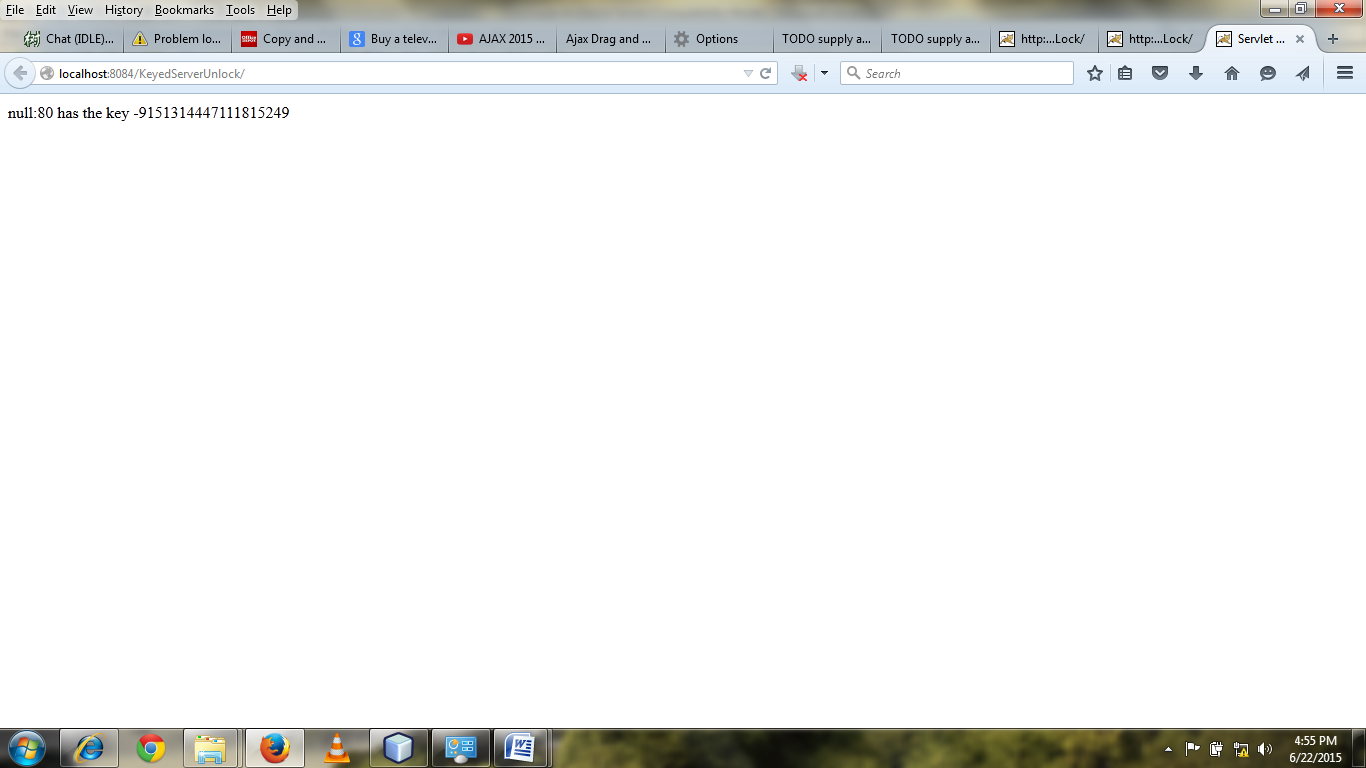 File Edit View History Bookmarks Tools Help
Chat (IDLE)... Problem lo... Copy and ... Buy a telev... AJAX 2015 ... Ajax Drag and ... Options TODO supply a... TODO supply a... http:...Lock/ http:...Lock/ Servlet ...
localhost:8084/KeyedServerUnlock/ Search
null:80 has the key -9151314447111815249
4:55 PM
6/22/2015